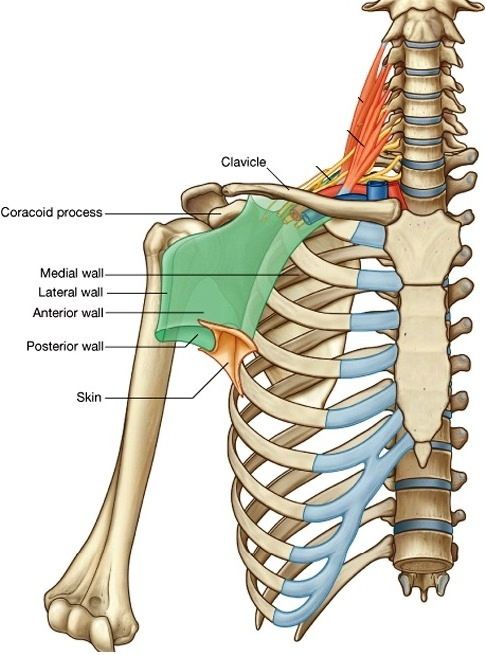 Clavicle
Coracoid process
Medial wall
Lateral wall
Anterior wall
Posterior wall
Skin